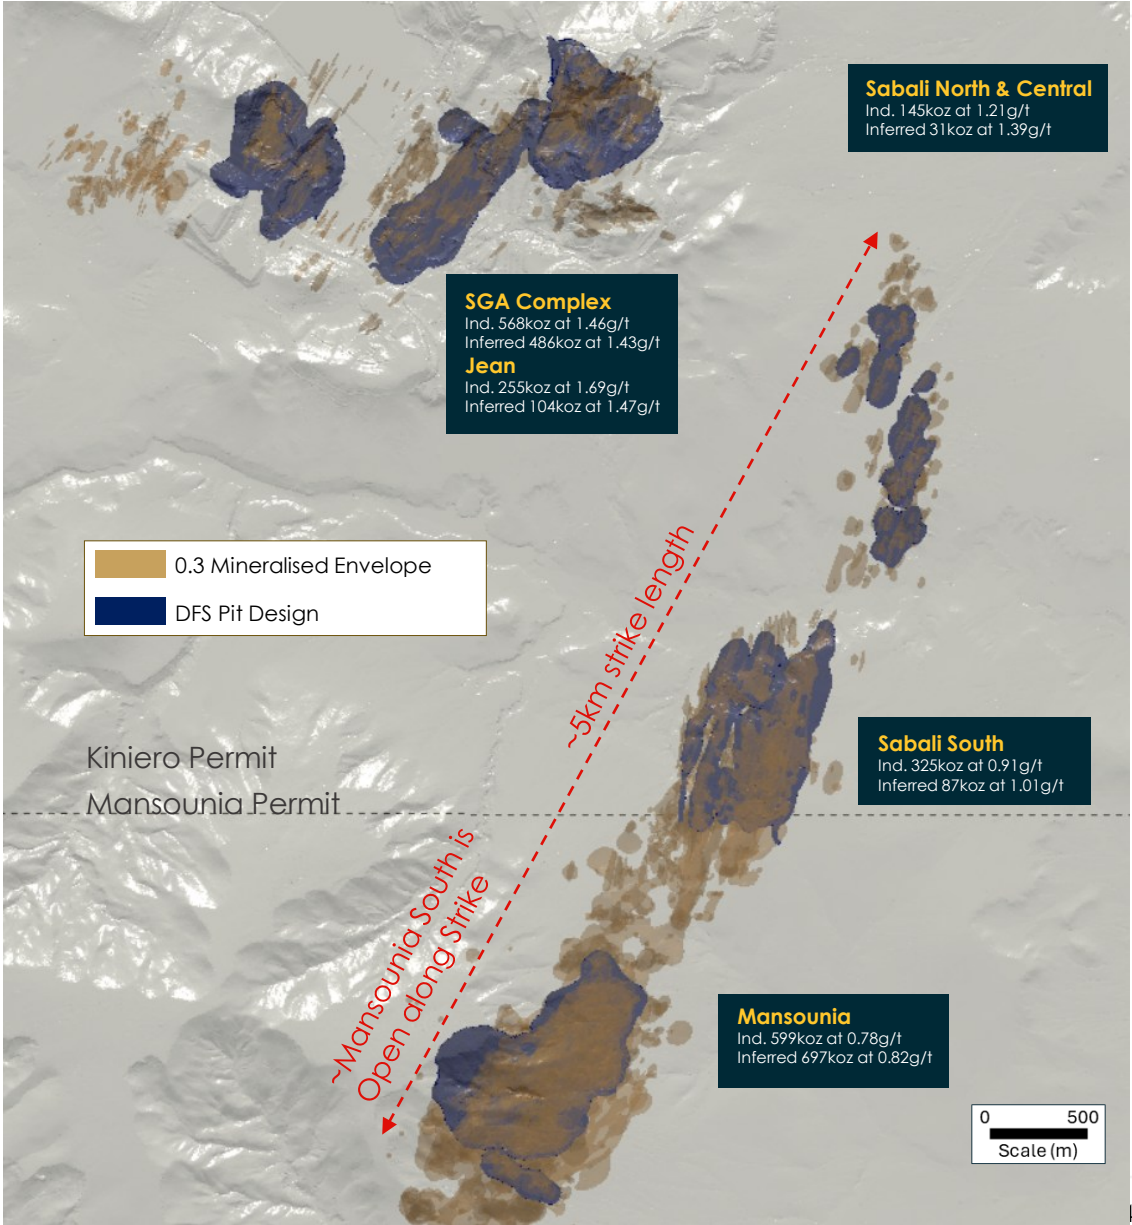 Sabali North & Central
Ind. 145koz at 1.21g/t
Inferred 31koz at 1.39g/t
SGA Complex
Ind. 568koz at 1.46g/t
Inferred 486koz at 1.43g/t
Jean
Ind. 255koz at 1.69g/t
Inferred 104koz at 1.47g/t
0.3 Mineralised Envelope
DFS Pit Design
~5km strike length
Kiniero Permit
Mansounia Permit
Sabali South
Ind. 325koz at 0.91g/t
Inferred 87koz at 1.01g/t
~Mansounia South is
Open along Strike
Mansounia
Ind. 599koz at 0.78g/t
Inferred 697koz at 0.82g/t
0 500
Scale (m)